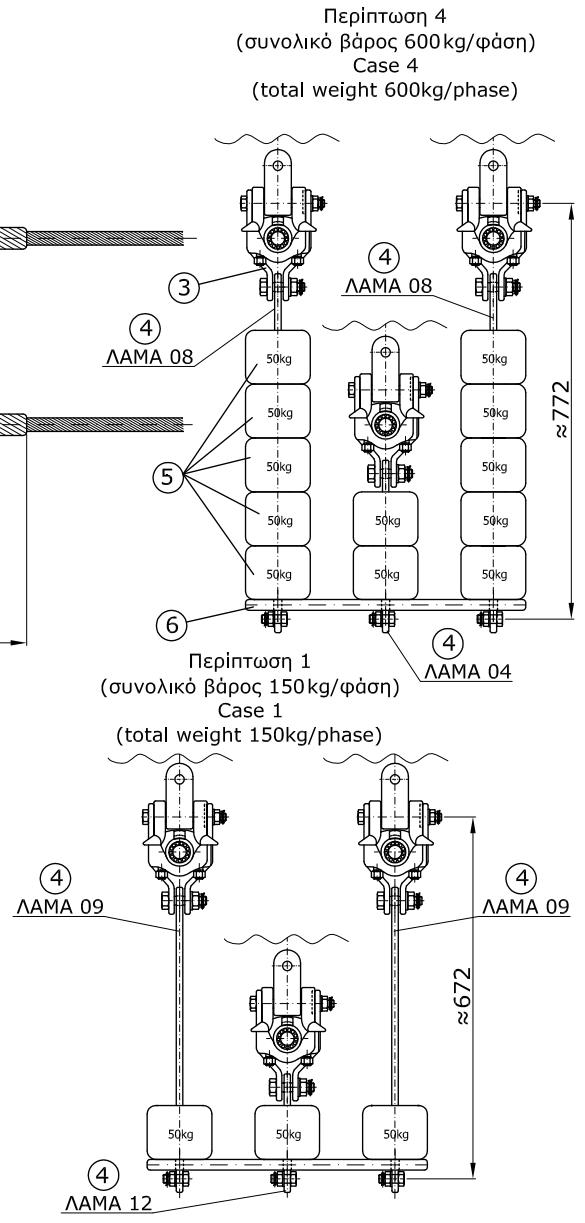 Περίπτωση 4
(συνολικό βάρος 600kg/φάση)
Case 4
(total weight 600kg/phase)
3
4
ΛΑΜΑ 08
4
ΛΑΜΑ 08
50kg
50kg
50kg
50kg
50kg
50kg
50kg
50kg
50kg
50kg
50kg
50kg
≈772
5
6
4
ΛΑΜΑ 04
Περίπτωση 1
(συνολικό βάρος 150kg/φάση)
Case 1
(total weight 150kg/phase)
4
ΛΑΜΑ 09
4
ΛΑΜΑ 09
≈672
50kg
50kg
50kg
4
ΛΑΜΑ 12